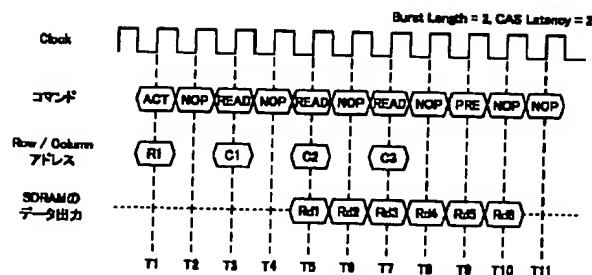 Burst Length = 2, CAS Latency = 2
Clock
コマンド ACT NOP READ NOP READ NOP READ NOP PRE NOP NOP
Row / Column
アドレス R1 C1 C2 C3
SDRAMの
データ出力 Rd1 Rd2 Rd3 Rd4 Rd5 Rd6
T1 T2 T3 T4 T5 T6 T7 T8 T9 T10 T11